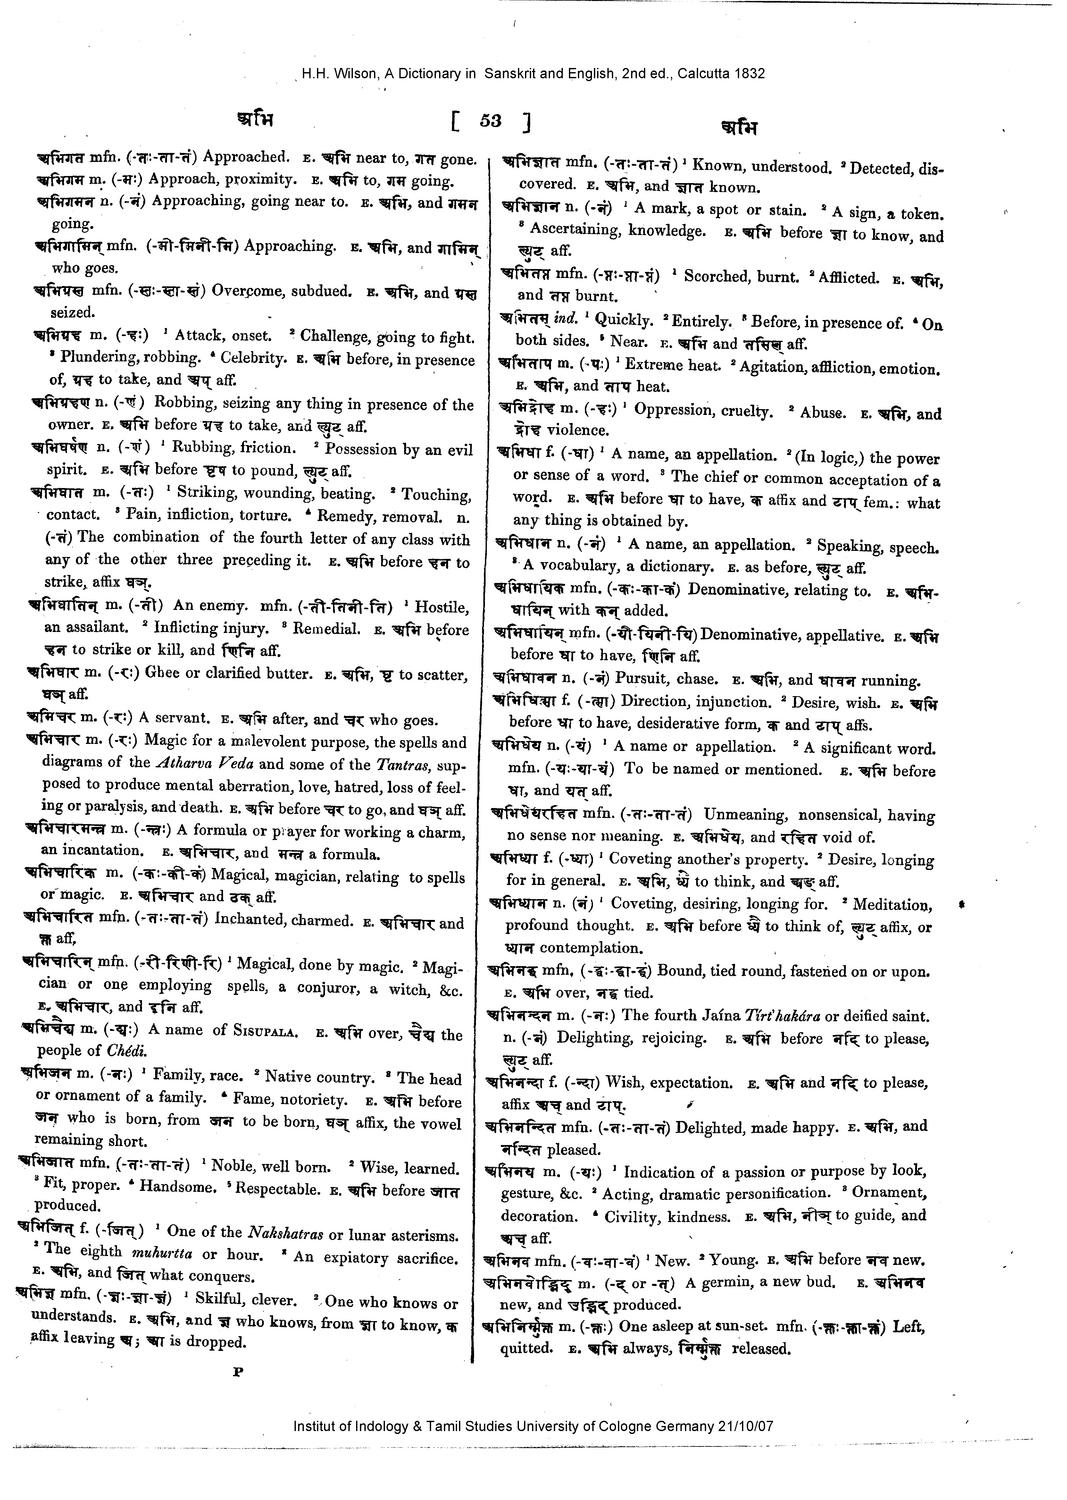 H.H. Wilson, A Dictionary in Sanskrit and English, 2nd ed., Calcutta 1832
अभि [ 53 ] अभि
अभिगत mfn. (-तः-ता-तं) Approached. E. अभि near to, गत gone.
अभिगम m. (-मः) Approach, proximity. E. अभि to, गम going.
अभिगमन n. (-नं) Approaching, going near to. E. अभि, and गमन
going.
अभिगामिन् mfn. (-मी-मिनी-मि) Approaching. E. अभि, and गामिन्
who goes.
अभिग्रस्त mfn. (-स्तः-स्ता-स्तं) Overcome, subdued. E. अभि, and ग्रस्त
seized.
अभिग्रह m. (-हः) ¹ Attack, onset. ² Challenge, going to fight.
³ Plundering, robbing. ⁴ Celebrity. E. अभि before, in presence
of, ग्रह to take, and अप् aff.
अभिग्रहण n. (-णं) Robbing, seizing any thing in presence of the
owner. E. अभि before ग्रह to take, and ल्युट् aff.
अभिघर्षण n. (-णं) ¹ Rubbing, friction. ² Possession by an evil
spirit. E. अभि before घृष to pound, ल्युट् aff.
अभिघात m. (-तः) ¹ Striking, wounding, beating. ² Touching,
contact. ³ Pain, infliction, torture. ⁴ Remedy, removal. n.
(-तं) The combination of the fourth letter of any class with
any of the other three preceding it. E. अभि before हन to
strike, affix घञ्.
अभिघातिन् m. (-ती) An enemy. mfn. (-ती-तिनी-ति) ¹ Hostile,
an assailant. ² Inflicting injury. ³ Remedial. E. अभि before
हन to strike or kill, and णिनि aff.
अभिघार m. (-रः) Ghee or clarified butter. E. अभि, घृ to scatter,
घञ् aff.
अभिचर m. (-रः) A servant. E. अभि after, and चर who goes.
अभिचार m. (-रः) Magic for a malevolent purpose, the spells and
diagrams of the Atharva Veda and some of the Tantras, sup-
posed to produce mental aberration, love, hatred, loss of feel-
ing or paralysis, and death. E. अभि before चर to go, and घञ् aff.
अभिचारमन्त्र m. (-न्त्रः) A formula or prayer for working a charm,
an incantation. E. अभिचार, and मन्त्र a formula.
अभिचारिक m. (-कः-की-कं) Magical, magician, relating to spells
or magic. E. अभिचार and ठक् aff.
अभिचारित mfn. (-तः-ता-तं) Inchanted, charmed. E. अभिचार and
क्त aff.
अभिचारिन् mfn. (-री-रिणी-रि) ¹ Magical, done by magic. ² Magi-
cian or one employing spells, a conjuror, a witch, &c.
E. अभिचार, and इनि aff.
अभिचैद्य m. (-द्यः) A name of SISUPALA. E. अभि over, चैद्य the
people of Chédi.
अभिजन m. (-नः) ¹ Family, race. ² Native country. ³ The head
or ornament of a family. ⁴ Fame, notoriety. E. अभि before
जन who is born, from जन to be born, घञ् affix, the vowel
remaining short.
अभिजात mfn. (-तः-ता-तं) ¹ Noble, well born. ² Wise, learned.
³ Fit, proper. ⁴ Handsome. ⁵ Respectable. E. अभि before जात
produced.
अभिजित् f. (-जित्) ¹ One of the Nakshatras or lunar asterisms.
² The eighth muhurtta or hour. ³ An expiatory sacrifice.
E. अभि, and जित् what conquers.
अभिज्ञ mfn. (-ज्ञः-ज्ञा-ज्ञं) ¹ Skilful, clever. ² One who knows or
understands. E. अभि, and ज्ञ who knows, from ज्ञा to know, क
affix leaving अ; आ is dropped.
P
अभिज्ञात mfn. (-तः-ता-तं) ¹ Known, understood. ² Detected, dis-
covered. E. अभि, and ज्ञात known.
अभिज्ञान n. (-नं) ¹ A mark, a spot or stain. ² A sign, a token.
³ Ascertaining, knowledge. E. अभि before ज्ञा to know, and
ल्युट् aff.
अभितप्त mfn. (-प्तः-प्ता-प्तं) ¹ Scorched, burnt. ² Afflicted. E. अभि,
and तप्त burnt.
अभितस् ind. ¹ Quickly. ² Entirely. ³ Before, in presence of. ⁴ On
both sides. ⁵ Near. E. अभि and तसिल् aff.
अभिताप m. (-पः) ¹ Extreme heat. ² Agitation, affliction, emotion.
E. अभि, and ताप heat.
अभिद्रोह m. (-हः) ¹ Oppression, cruelty. ² Abuse. E. अभि, and
द्रोह violence.
अभिधा f. (-धा) ¹ A name, an appellation. ² (In logic,) the power
or sense of a word. ³ The chief or common acceptation of a
word. E. अभि before धा to have, क affix and टाप् fem.: what
any thing is obtained by.
अभिधान n. (-नं) ¹ A name, an appellation. ² Speaking, speech.
³ A vocabulary, a dictionary. E. as before, ल्युट् aff.
अभिधायिक mfn. (-कः-का-कं) Denominative, relating to. E. अभि-
धायिन् with कन् added.
अभिधायिन् mfn. (-यी-यिनी-यि) Denominative, appellative. E. अभि
before धा to have, णिनि aff.
अभिधावन n. (-नं) Pursuit, chase. E. अभि, and धावन running.
अभिधित्सा f. (-त्सा) Direction, injunction. ² Desire, wish. E. अभि
before धा to have, desiderative form, क and टाप् affs.
अभिधेय n. (-यं) ¹ A name or appellation. ² A significant word.
mfn. (-यः-या-यं) To be named or mentioned. E. अभि before
धा, and यत् aff.
अभिधेयरहित mfn. (-तः-ता-तं) Unmeaning, nonsensical, having
no sense nor meaning. E. अभिधेय, and रहित void of.
अभिध्या f. (-ध्या) ¹ Coveting another's property. ² Desire, longing
for in general. E. अभि, ध्यै to think, and अङ् aff.
अभिध्यान n. (नं) ¹ Coveting, desiring, longing for. ² Meditation,
profound thought. E. अभि before ध्यै to think of, ल्युट् affix, or
ध्यान contemplation.
अभिनद्ध mfn. (-द्धः-द्धा-द्धं) Bound, tied round, fastened on or upon.
E. अभि over, नद्ध tied.
अभिनन्दन m. (-नः) The fourth Jaína Tírt'hakára or deified saint.
n. (-नं) Delighting, rejoicing. E. अभि before नदि to please,
ल्युट् aff.
अभिनन्दा f. (-न्दा) Wish, expectation. E. अभि and नदि to please,
affix अच् and टाप्.
अभिनन्दित mfn. (-तः-ता-तं) Delighted, made happy. E. अभि, and
नन्दित pleased.
अभिनय m. (-यः) ¹ Indication of a passion or purpose by look,
gesture, &c. ² Acting, dramatic personification. ³ Ornament,
decoration. ⁴ Civility, kindness. E. अभि, नीञ् to guide, and
अच् aff.
अभिनव mfn. (-वः-वा-वं) ¹ New. ² Young. E. अभि before नव new.
अभिनवोद्भिद् m. (-द् or -त्) A germin, a new bud. E. अभिनव
new, and उद्भिद् produced.
अभिनिर्म्मुक्त m. (-क्तः) One asleep at sun-set. mfn. (-क्तः-क्ता-क्तं) Left,
quitted. E. अभि always, निर्म्मुक्त released.
Institut of Indology & Tamil Studies University of Cologne Germany 21/10/07